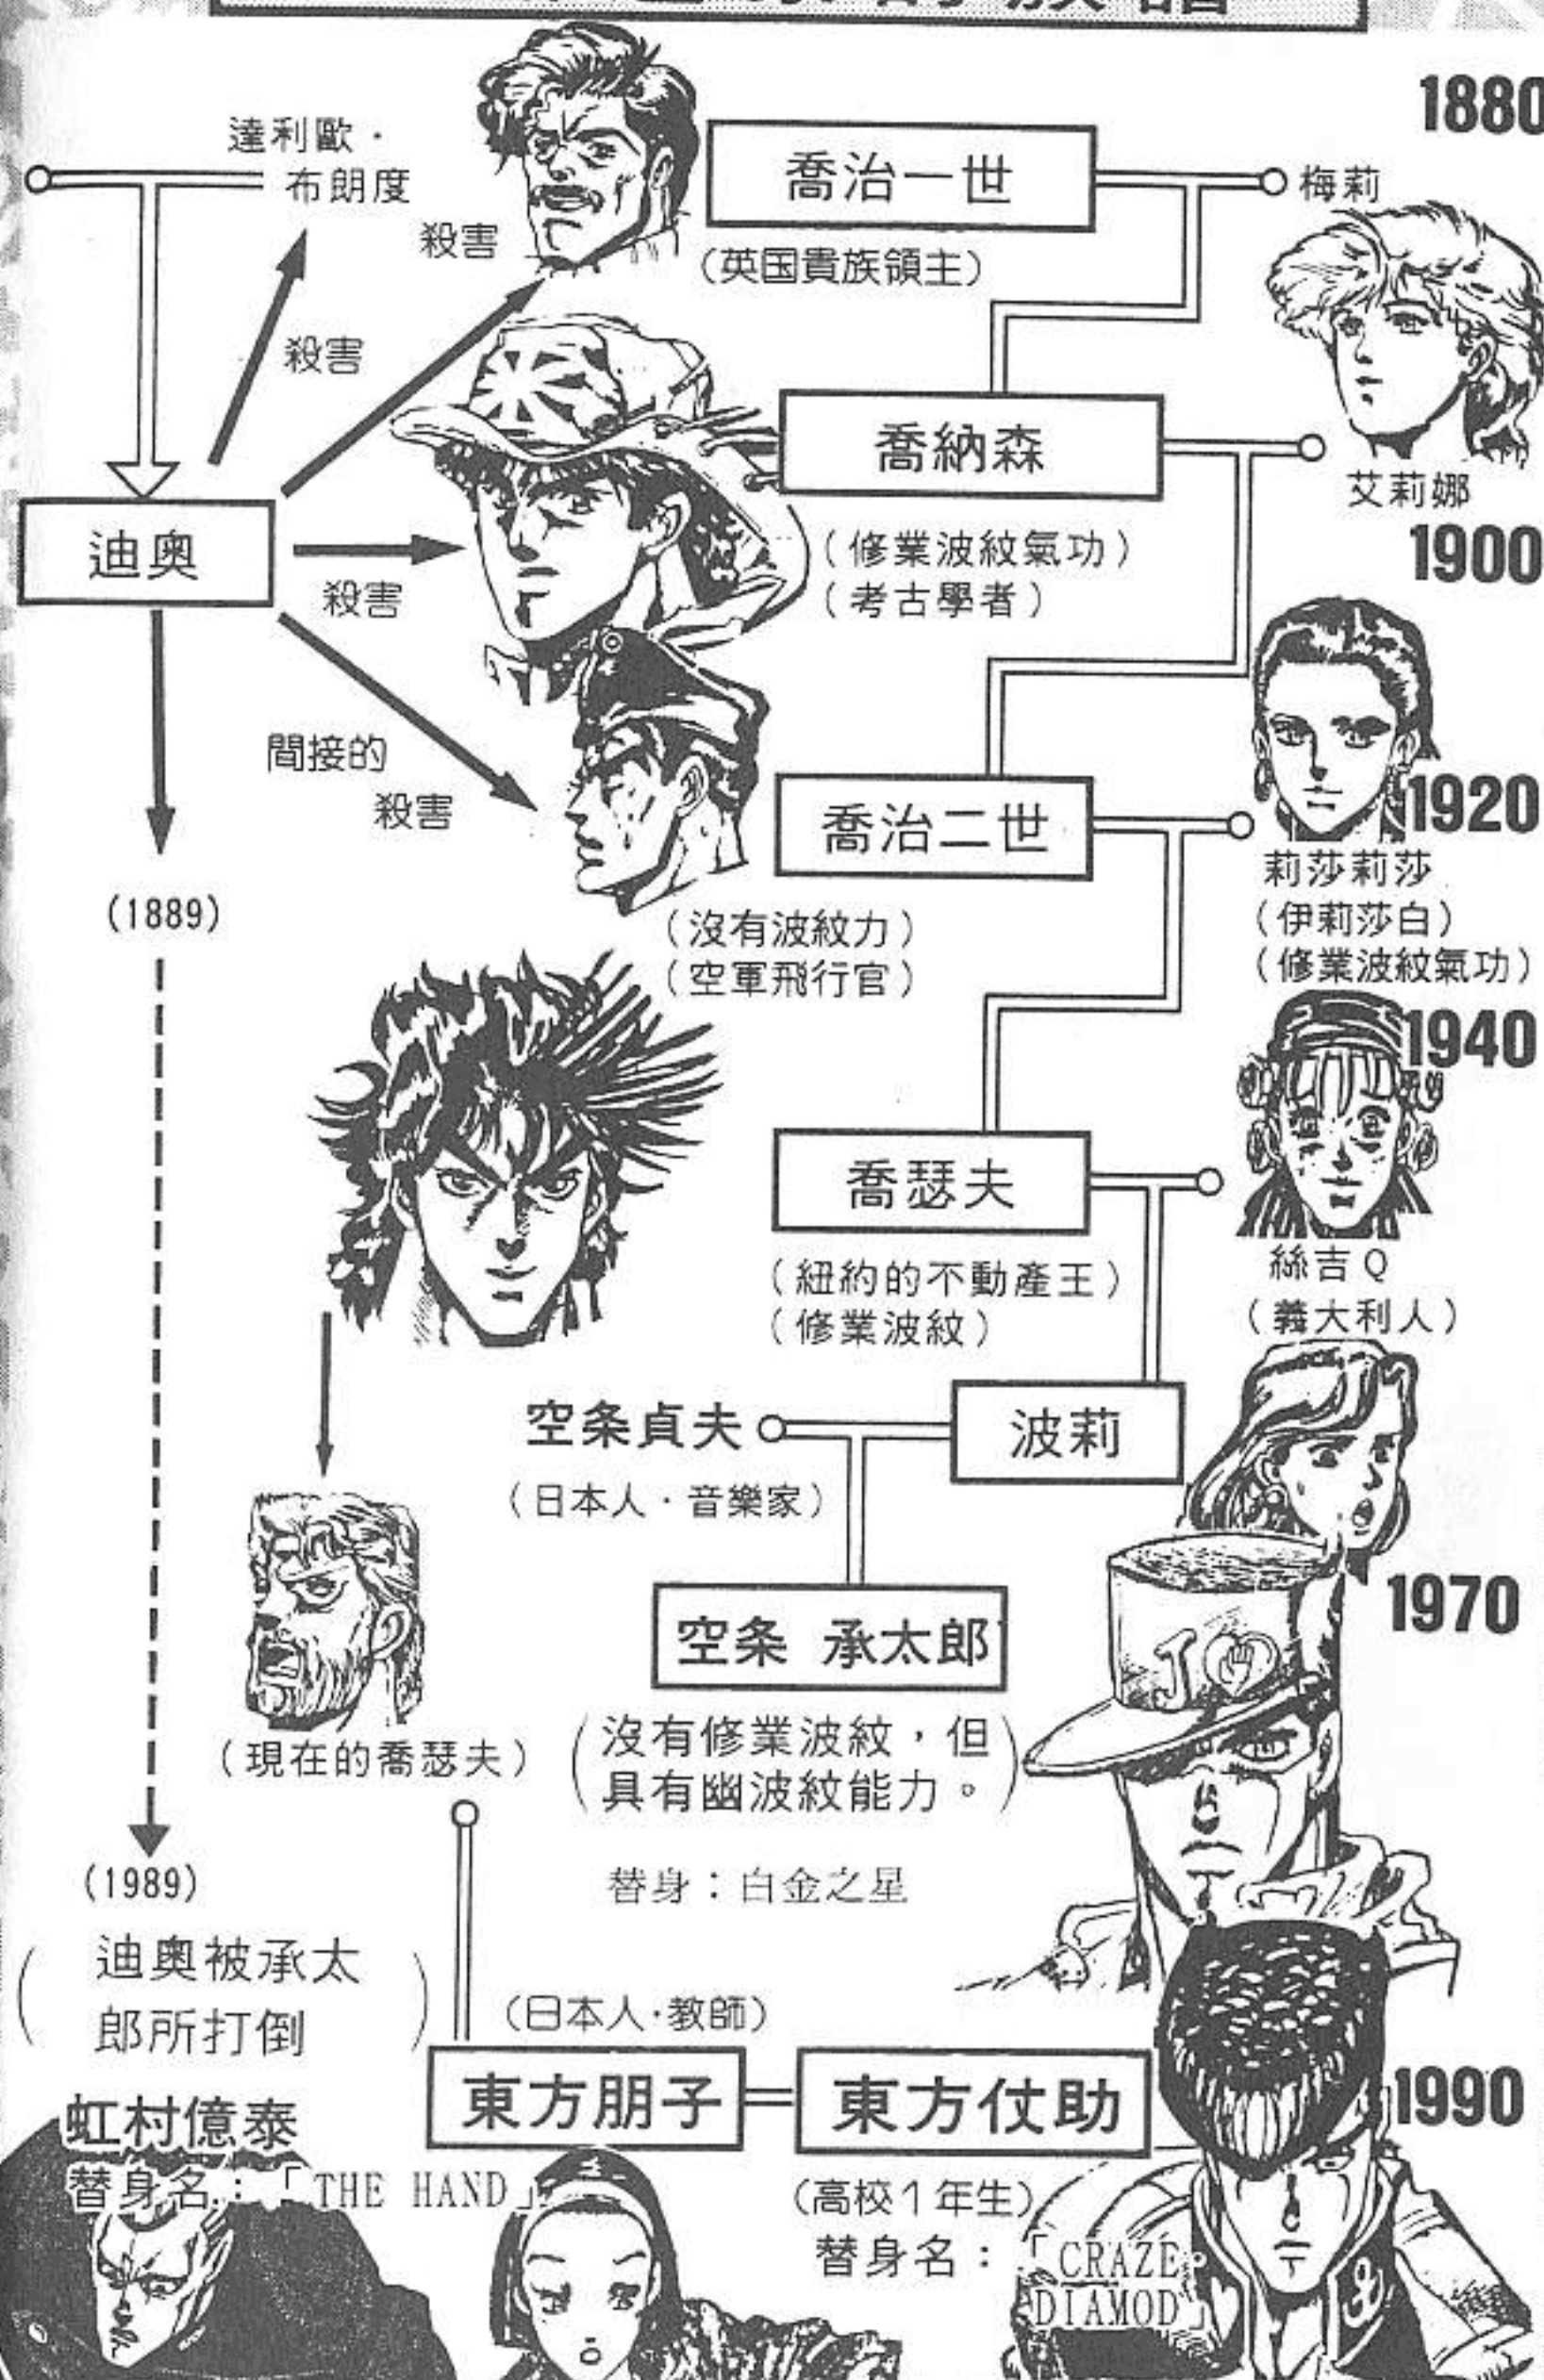 1880
達利歐・
布朗度
殺害
喬治一世
梅莉
(英国貴族領主)
殺害
喬納森
艾莉娜
1900
迪奥
殺害
(修業波紋氣功)
(考古學者)
間接的
殺害
喬治二世
1920
莉莎莉莎
(伊莉莎白)
(修業波紋氣功)
(1889)
(沒有波紋力)
(空軍飛行官)
1940
喬瑟夫
絲吉Q
(義大利人)
(紐約的不動產王)
(修業波紋)
空条貞夫
波莉
(日本人・音樂家)
1970
空条 承太郎
(現在的喬瑟夫)
(沒有修業波紋，但
具有幽波紋能力。)
替身：白金之星
(1989)
(迪奥被承太
郎所打倒)
(日本人・教師)
東方朋子
東方仗助
1990
虹村億泰
替身名：「THE HAND」
(高校1年生)
替身名：「CRAZE・
DIAMOD」